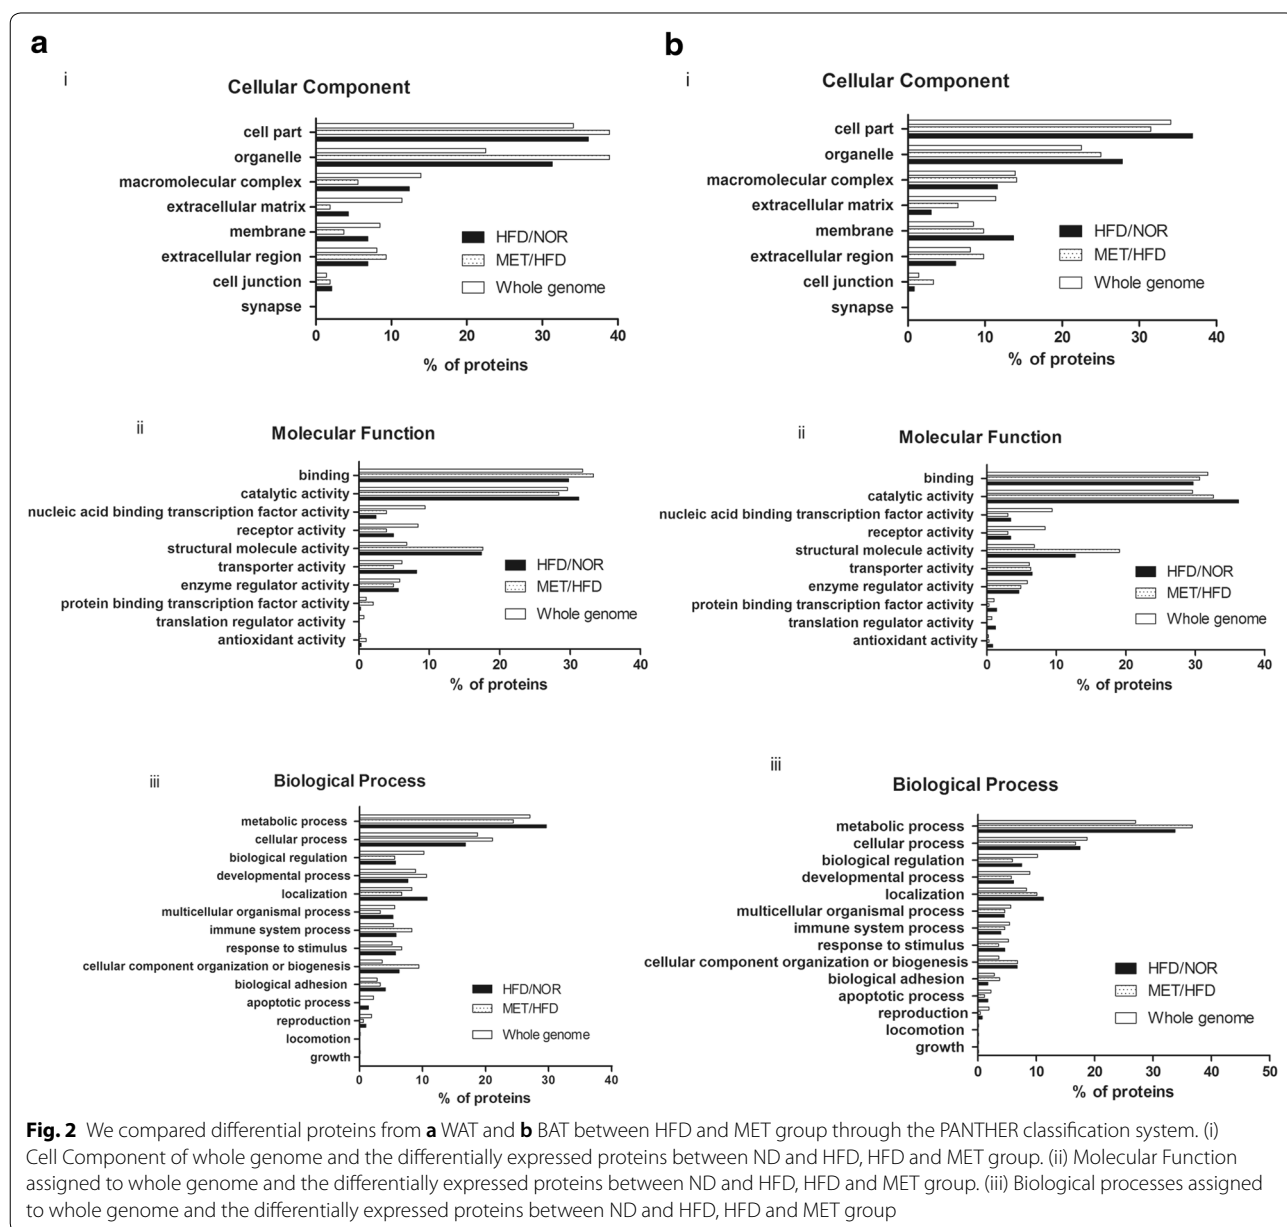 a
i
Cellular Component
cell part
organelle
macromolecular complex
extracellular matrix
membrane
extracellular region
cell junction
synapse
HFD/NOR
MET/HFD
Whole genome
0 10 20 30 40
% of proteins
ii
Molecular Function
binding
catalytic activity
nucleic acid binding transcription factor activity
receptor activity
structural molecule activity
transporter activity
enzyme regulator activity
protein binding transcription factor activity
translation regulator activity
antioxidant activity
HFD/NOR
MET/HFD
Whole genome
0 10 20 30 40
% of proteins
iii
Biological Process
metabolic process
cellular process
biological regulation
developmental process
localization
multicellular organismal process
immune system process
response to stimulus
cellular component organization or biogenesis
biological adhesion
apoptotic process
reproduction
locomotion
growth
HFD/NOR
MET/HFD
Whole genome
0 10 20 30 40
% of proteins
b
i
Cellular Component
cell part
organelle
macromolecular complex
extracellular matrix
membrane
extracellular region
cell junction
synapse
HFD/NOR
MET/HFD
Whole genome
0 10 20 30 40
% of proteins
ii
Molecular Function
binding
catalytic activity
nucleic acid binding transcription factor activity
receptor activity
structural molecule activity
transporter activity
enzyme regulator activity
protein binding transcription factor activity
translation regulator activity
antioxidant activity
HFD/NOR
MET/HFD
Whole genome
0 10 20 30 40
% of proteins
iii
Biological Process
metabolic process
cellular process
biological regulation
developmental process
localization
multicellular organismal process
immune system process
response to stimulus
cellular component organization or biogenesis
biological adhesion
apoptotic process
reproduction
locomotion
growth
HFD/NOR
MET/HFD
Whole genome
0 10 20 30 40 50
% of proteins
Fig. 2 We compared differential proteins from a WAT and b BAT between HFD and MET group through the PANTHER classification system. (i)
Cell Component of whole genome and the differentially expressed proteins between ND and HFD, HFD and MET group. (ii) Molecular Function
assigned to whole genome and the differentially expressed proteins between ND and HFD, HFD and MET group. (iii) Biological processes assigned
to whole genome and the differentially expressed proteins between ND and HFD, HFD and MET group